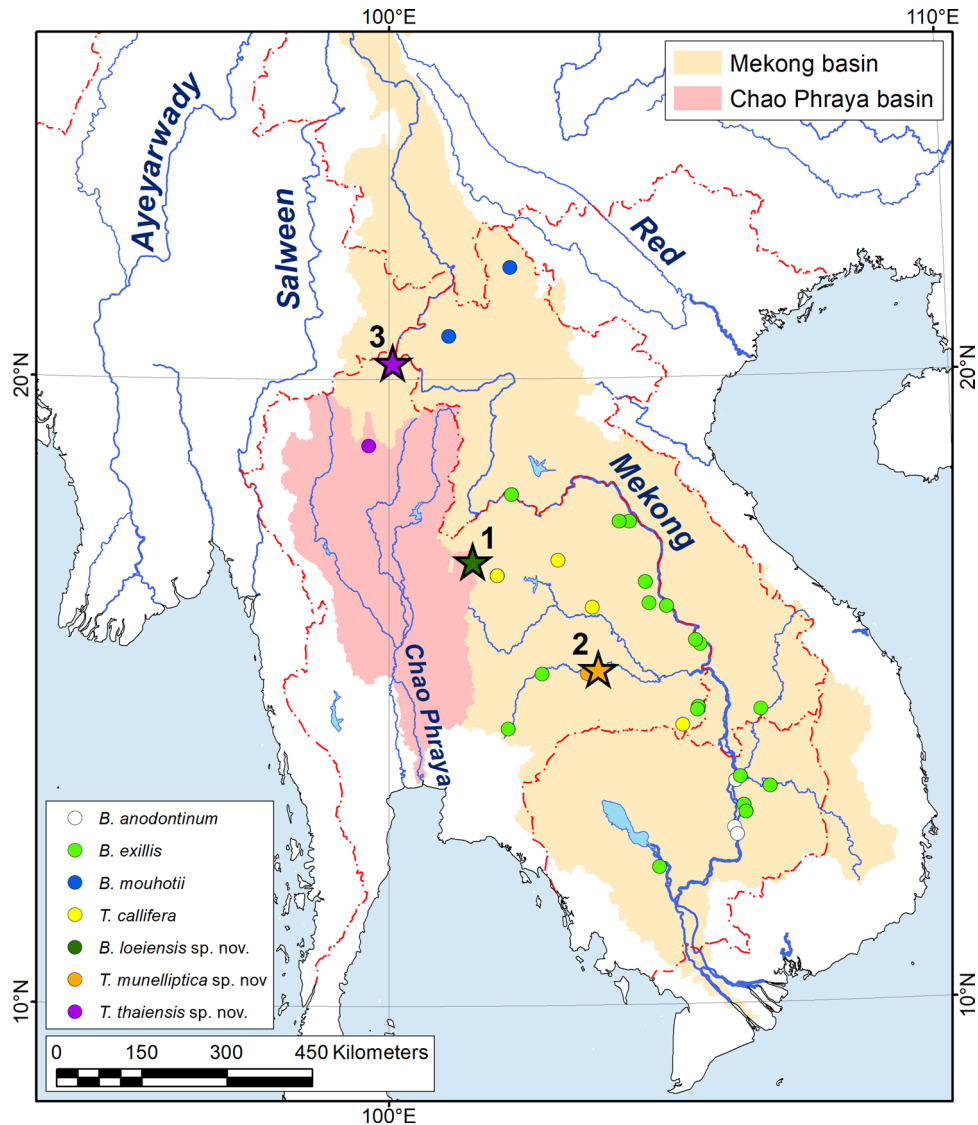 100°E
110°E
Mekong basin
Chao Phraya basin
Ayeyarwady
Salween
Red
3
20°N
20°N
Mekong
1
2
Chao Phraya
B. anodontinum
B. exillis
B. mouhotii
T. callifera
B. loeiensis sp. nov.
T. munelliptica sp. nov
T. thaiensis sp. nov.
10°N
10°N
0 150 300 450 Kilometers
100°E